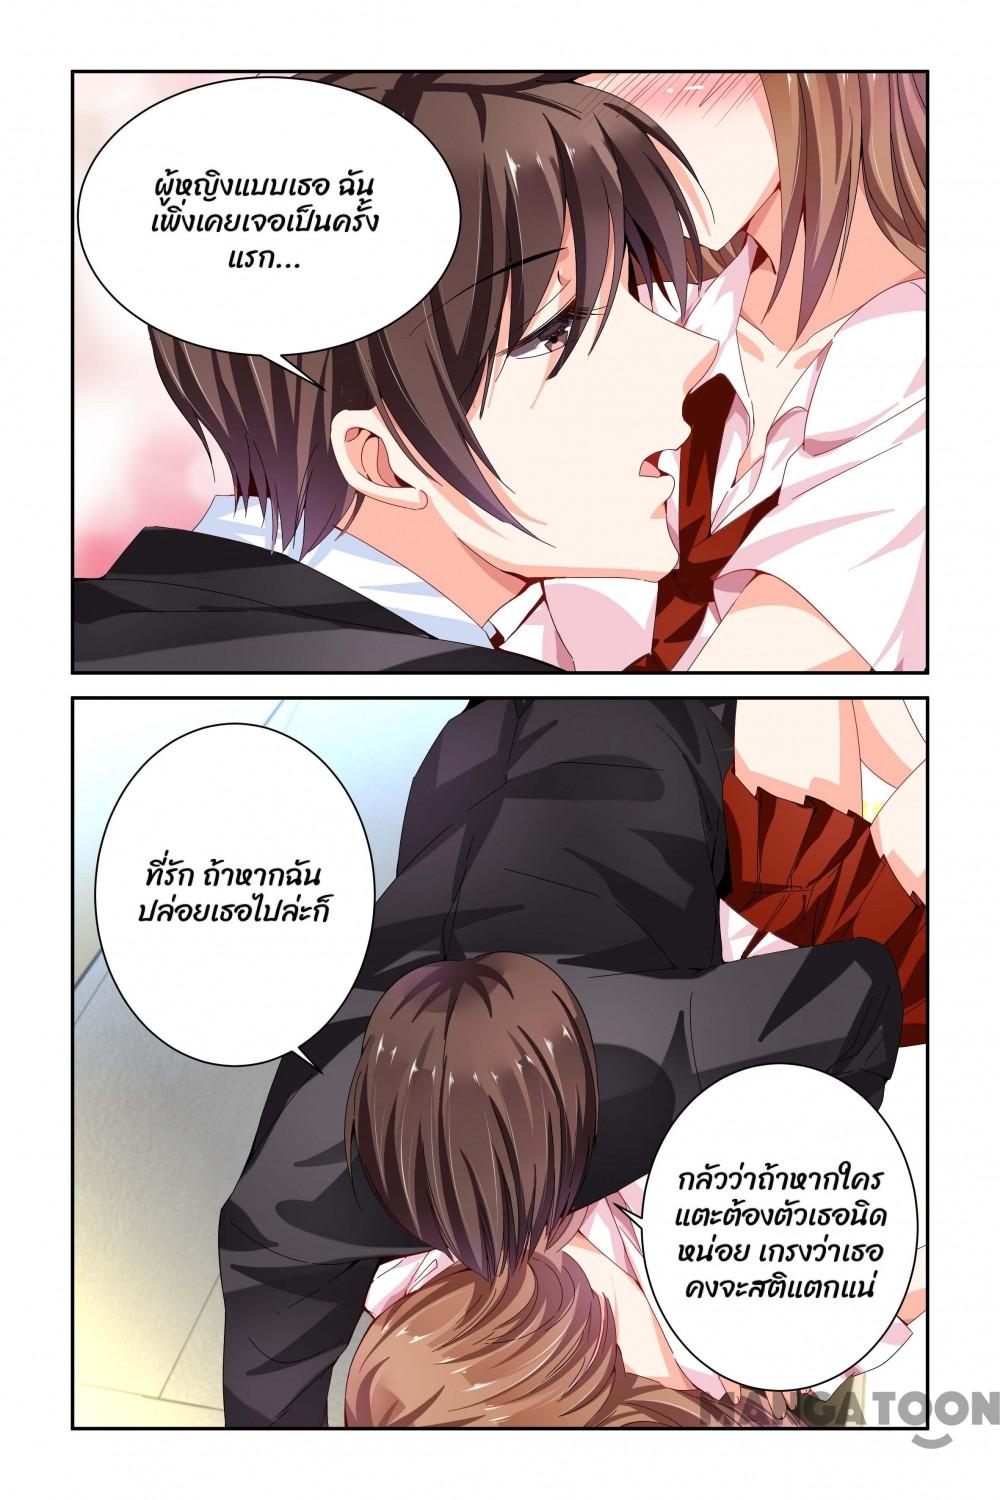 ผู้หญิงแบบเธอ ฉัน
เพิ่งเคยเจอเป็นครั้ง
แรก...
ที่รัก ถ้าหากฉัน
ปล่อยเธอไปล่ะก็
กลัวว่าถ้าหากใคร
แตะต้องตัวเธอนิด
หน่อย เกรงว่าเธอ
คงจะสติแตกแน่
MANGATOON